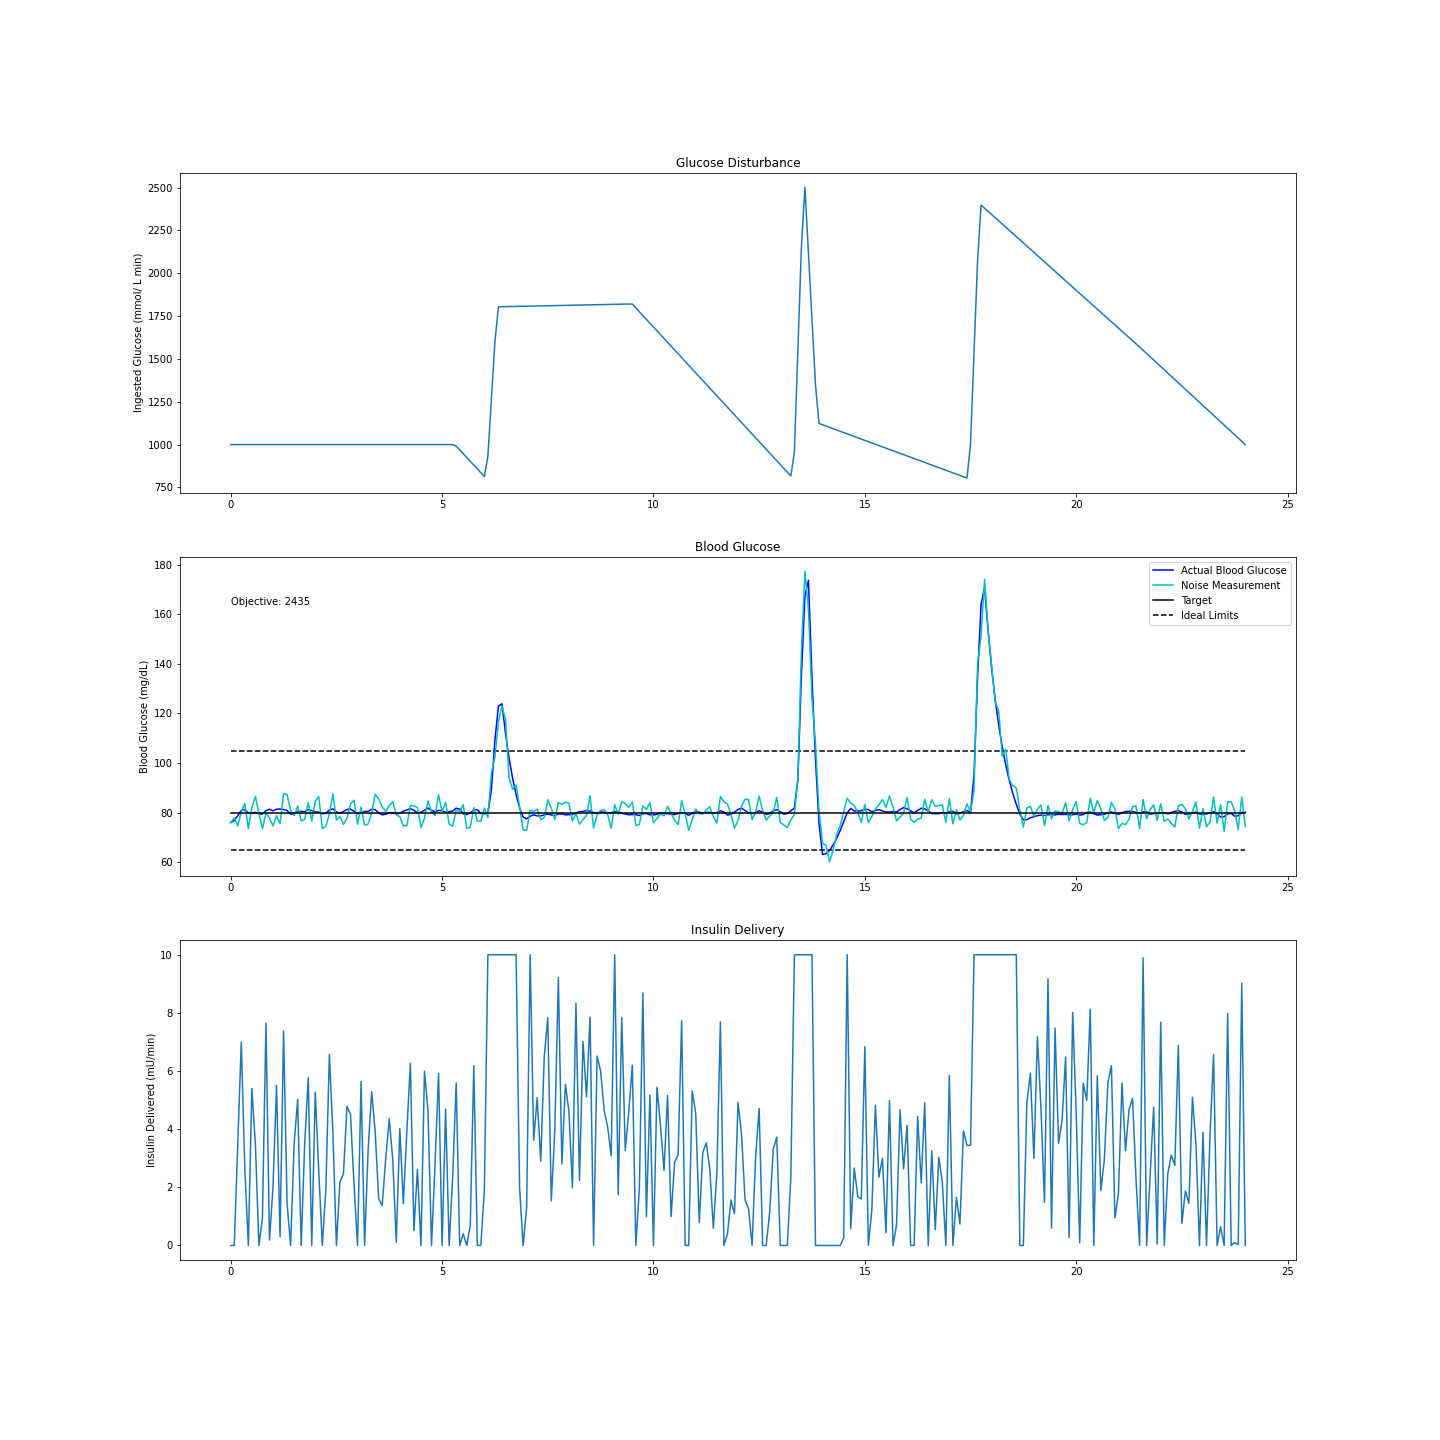 Glucose Disturbance
Ingested Glucose (mmol/ L min)
2500
2250
2000
1750
1500
1250
1000
750
0 5 10 15 20 25
Blood Glucose
Blood Glucose (mg/dL)
180
160
140
120
100
80
60
Objective: 2435
Actual Blood Glucose
Noise Measurement
Target
Ideal Limits
0 5 10 15 20 25
Insulin Delivery
Insulin Delivered (mU/min)
10
8
6
4
2
0
0 5 10 15 20 25